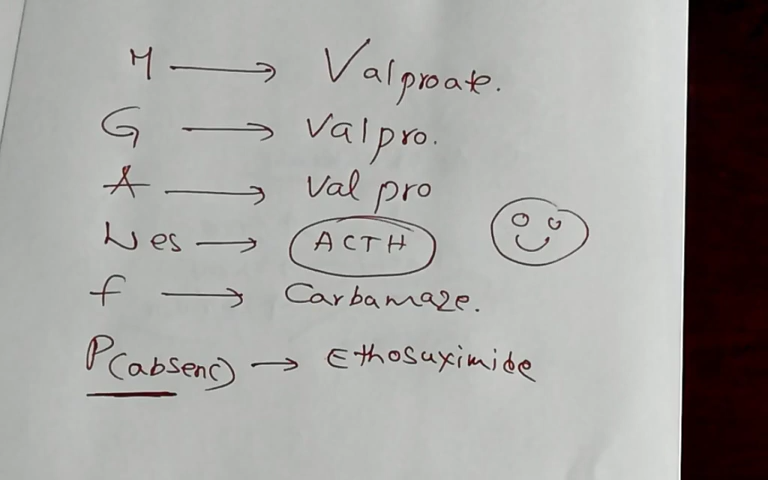 M → Valproate.
G → Valpro.
A → Val pro
Wes → ACTH
f → Carbamaze.
P(absenc) → Ethosuximide